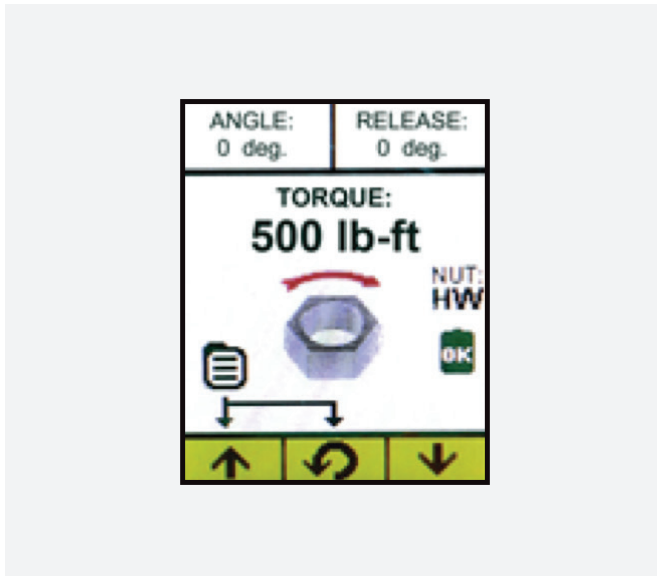 ANGLE:
0 deg.
RELEASE:
0 deg.
TORQUE:
500 lb-ft
NUT:
HW
OK